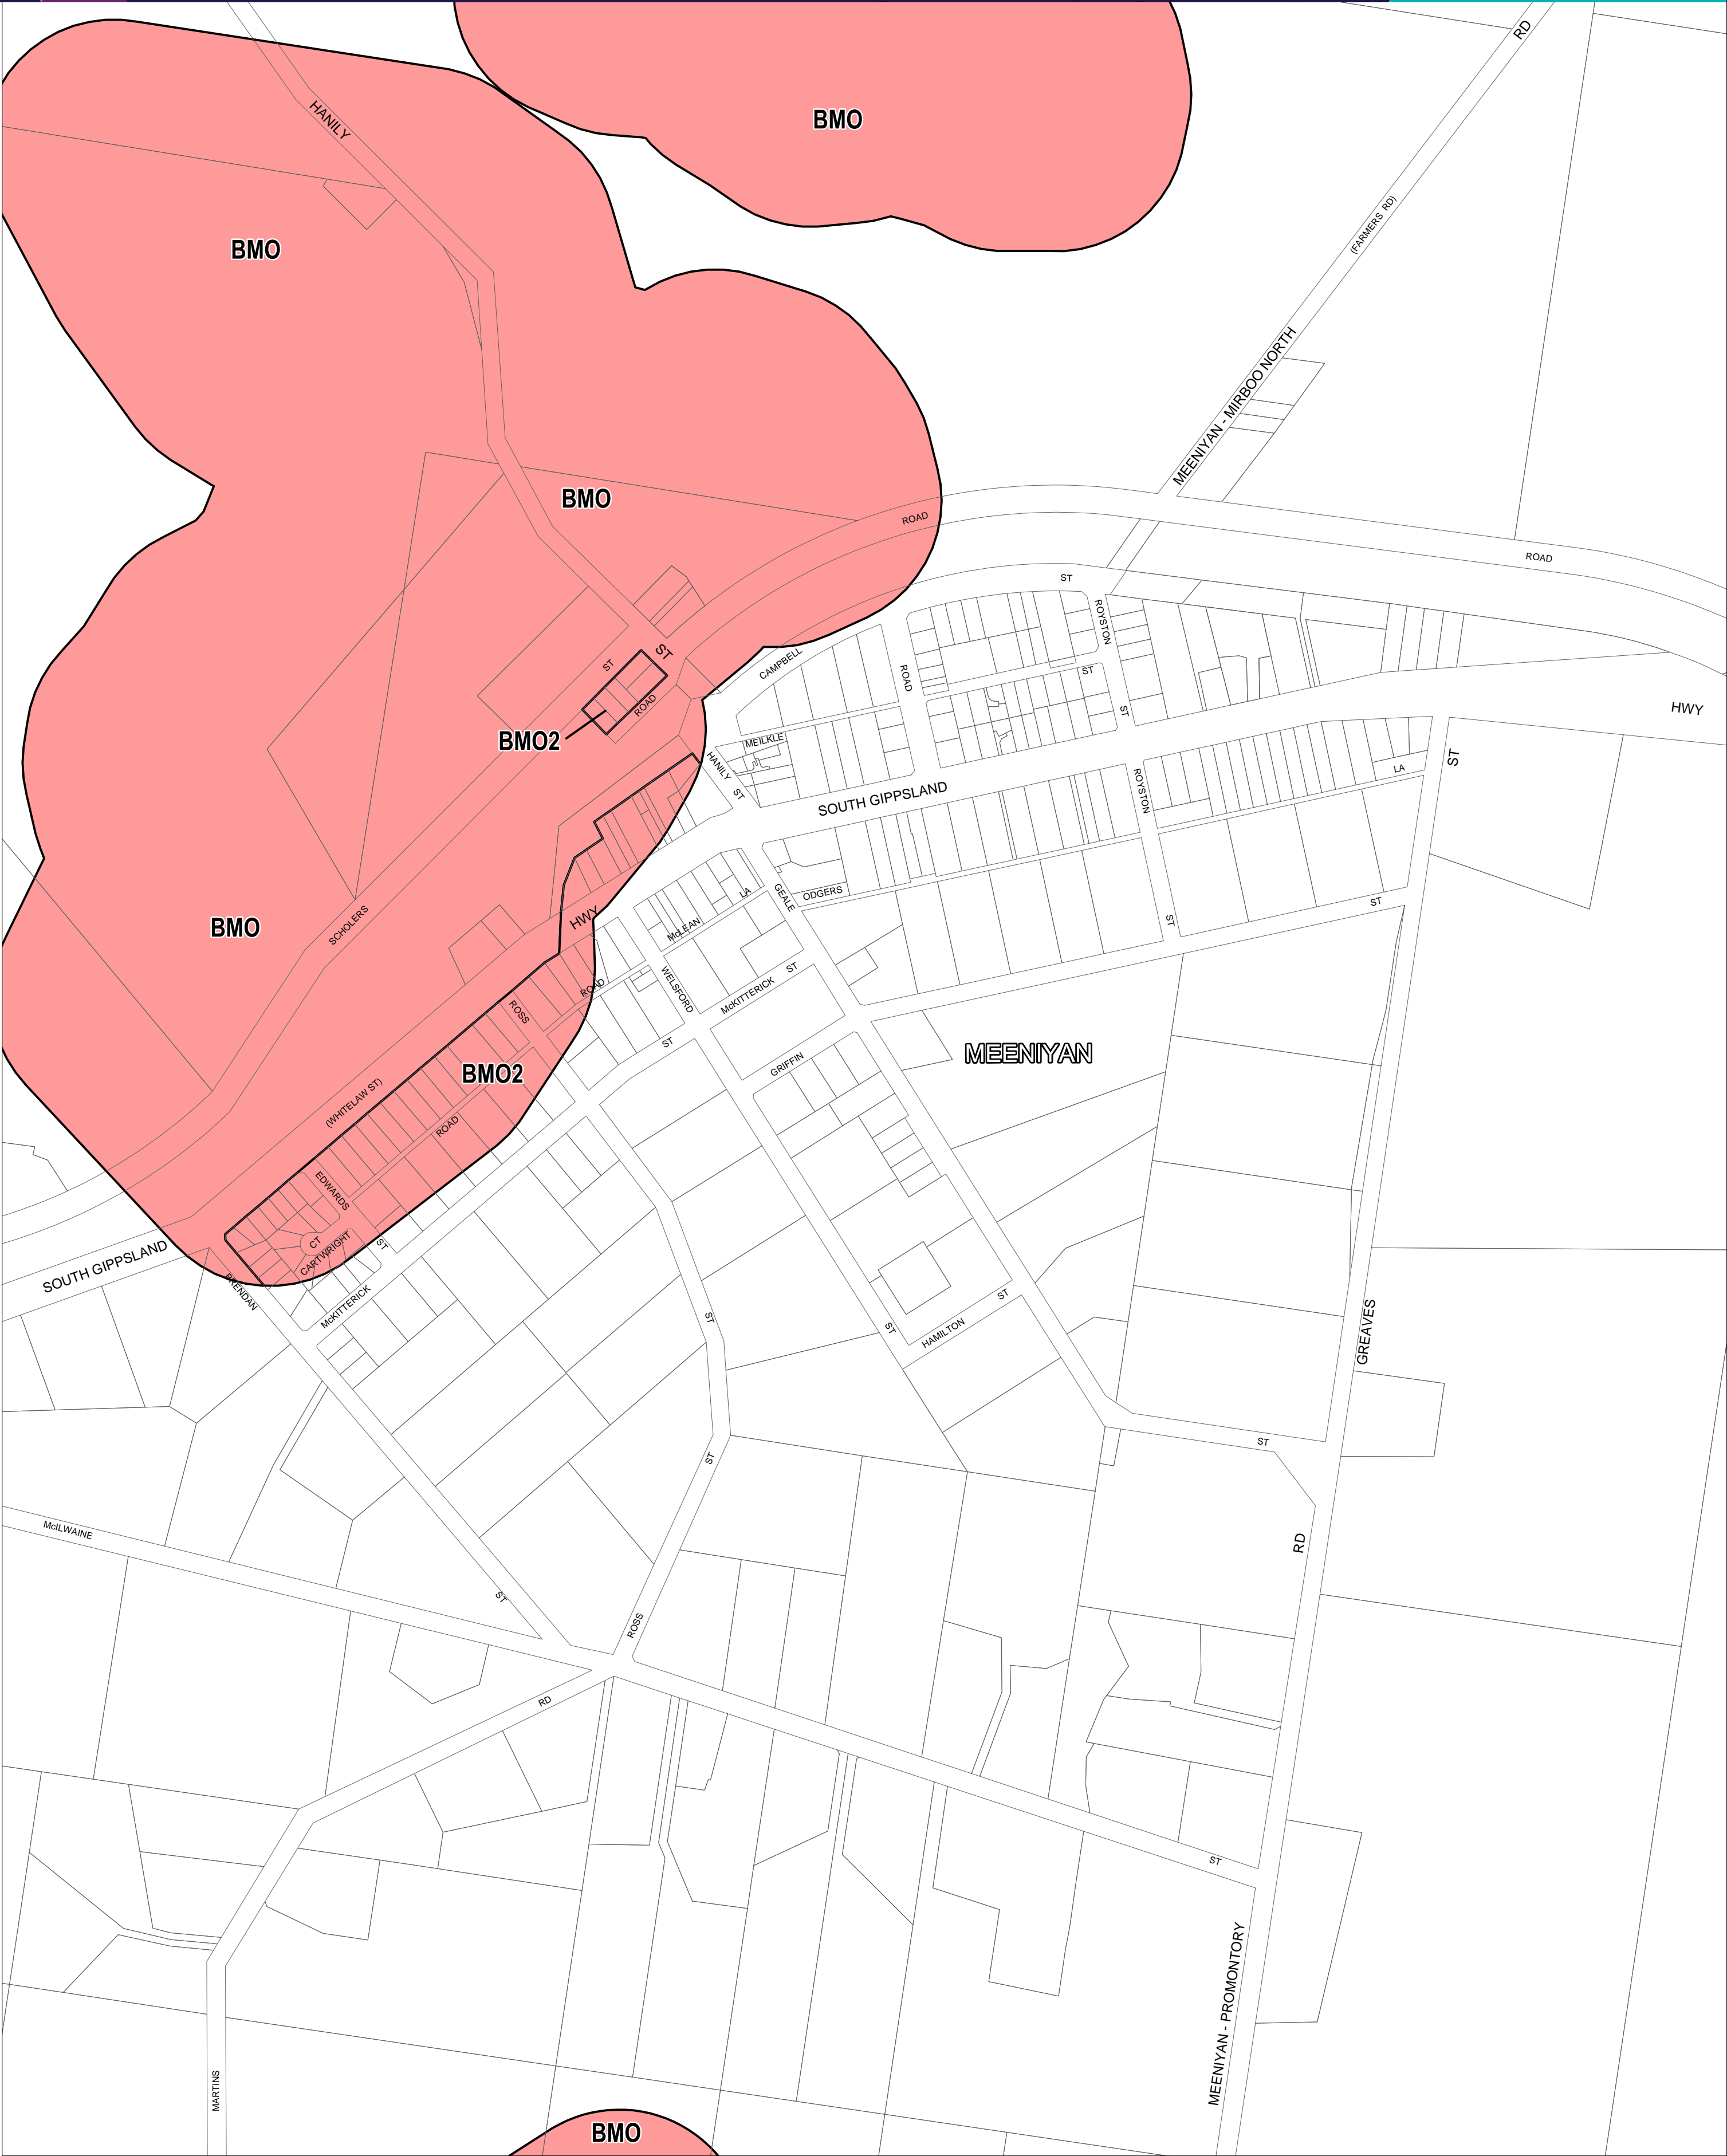 RD
HANILY
BMO
(FARMERS RD)
BMO
MEENIYAN - MIRBOO NORTH
BMO
ROAD
ROAD
ST
ROYSTON
ST
ST
CAMPBELL
ROAD
ST
ROAD
ST
HWY
BMO2
MEILKLE
HANILY
ST
ST
LA
ROYSTON
SOUTH GIPPSLAND
ODGERS
LA
GEALE
ST
ST
HWY
BMO
SCHOLERS
McLEAN
ROAD
WELSFORD
ST
McKITTERICK
ROSS
ST
MEENIYAN
GRIFFIN
BMO2
(WHITELAW ST)
ROAD
EDWARDS
CT
CARTWRIGHT
ST
SOUTH GIPPSLAND
BRENDAN
McKITTERICK
ST
ST
HAMILTON
ST
GREAVES
ST
ST
McILWAINE
RD
ST
ROSS
RD
ST
MEENIYAN - PROMONTORY
MARTINS
BMO